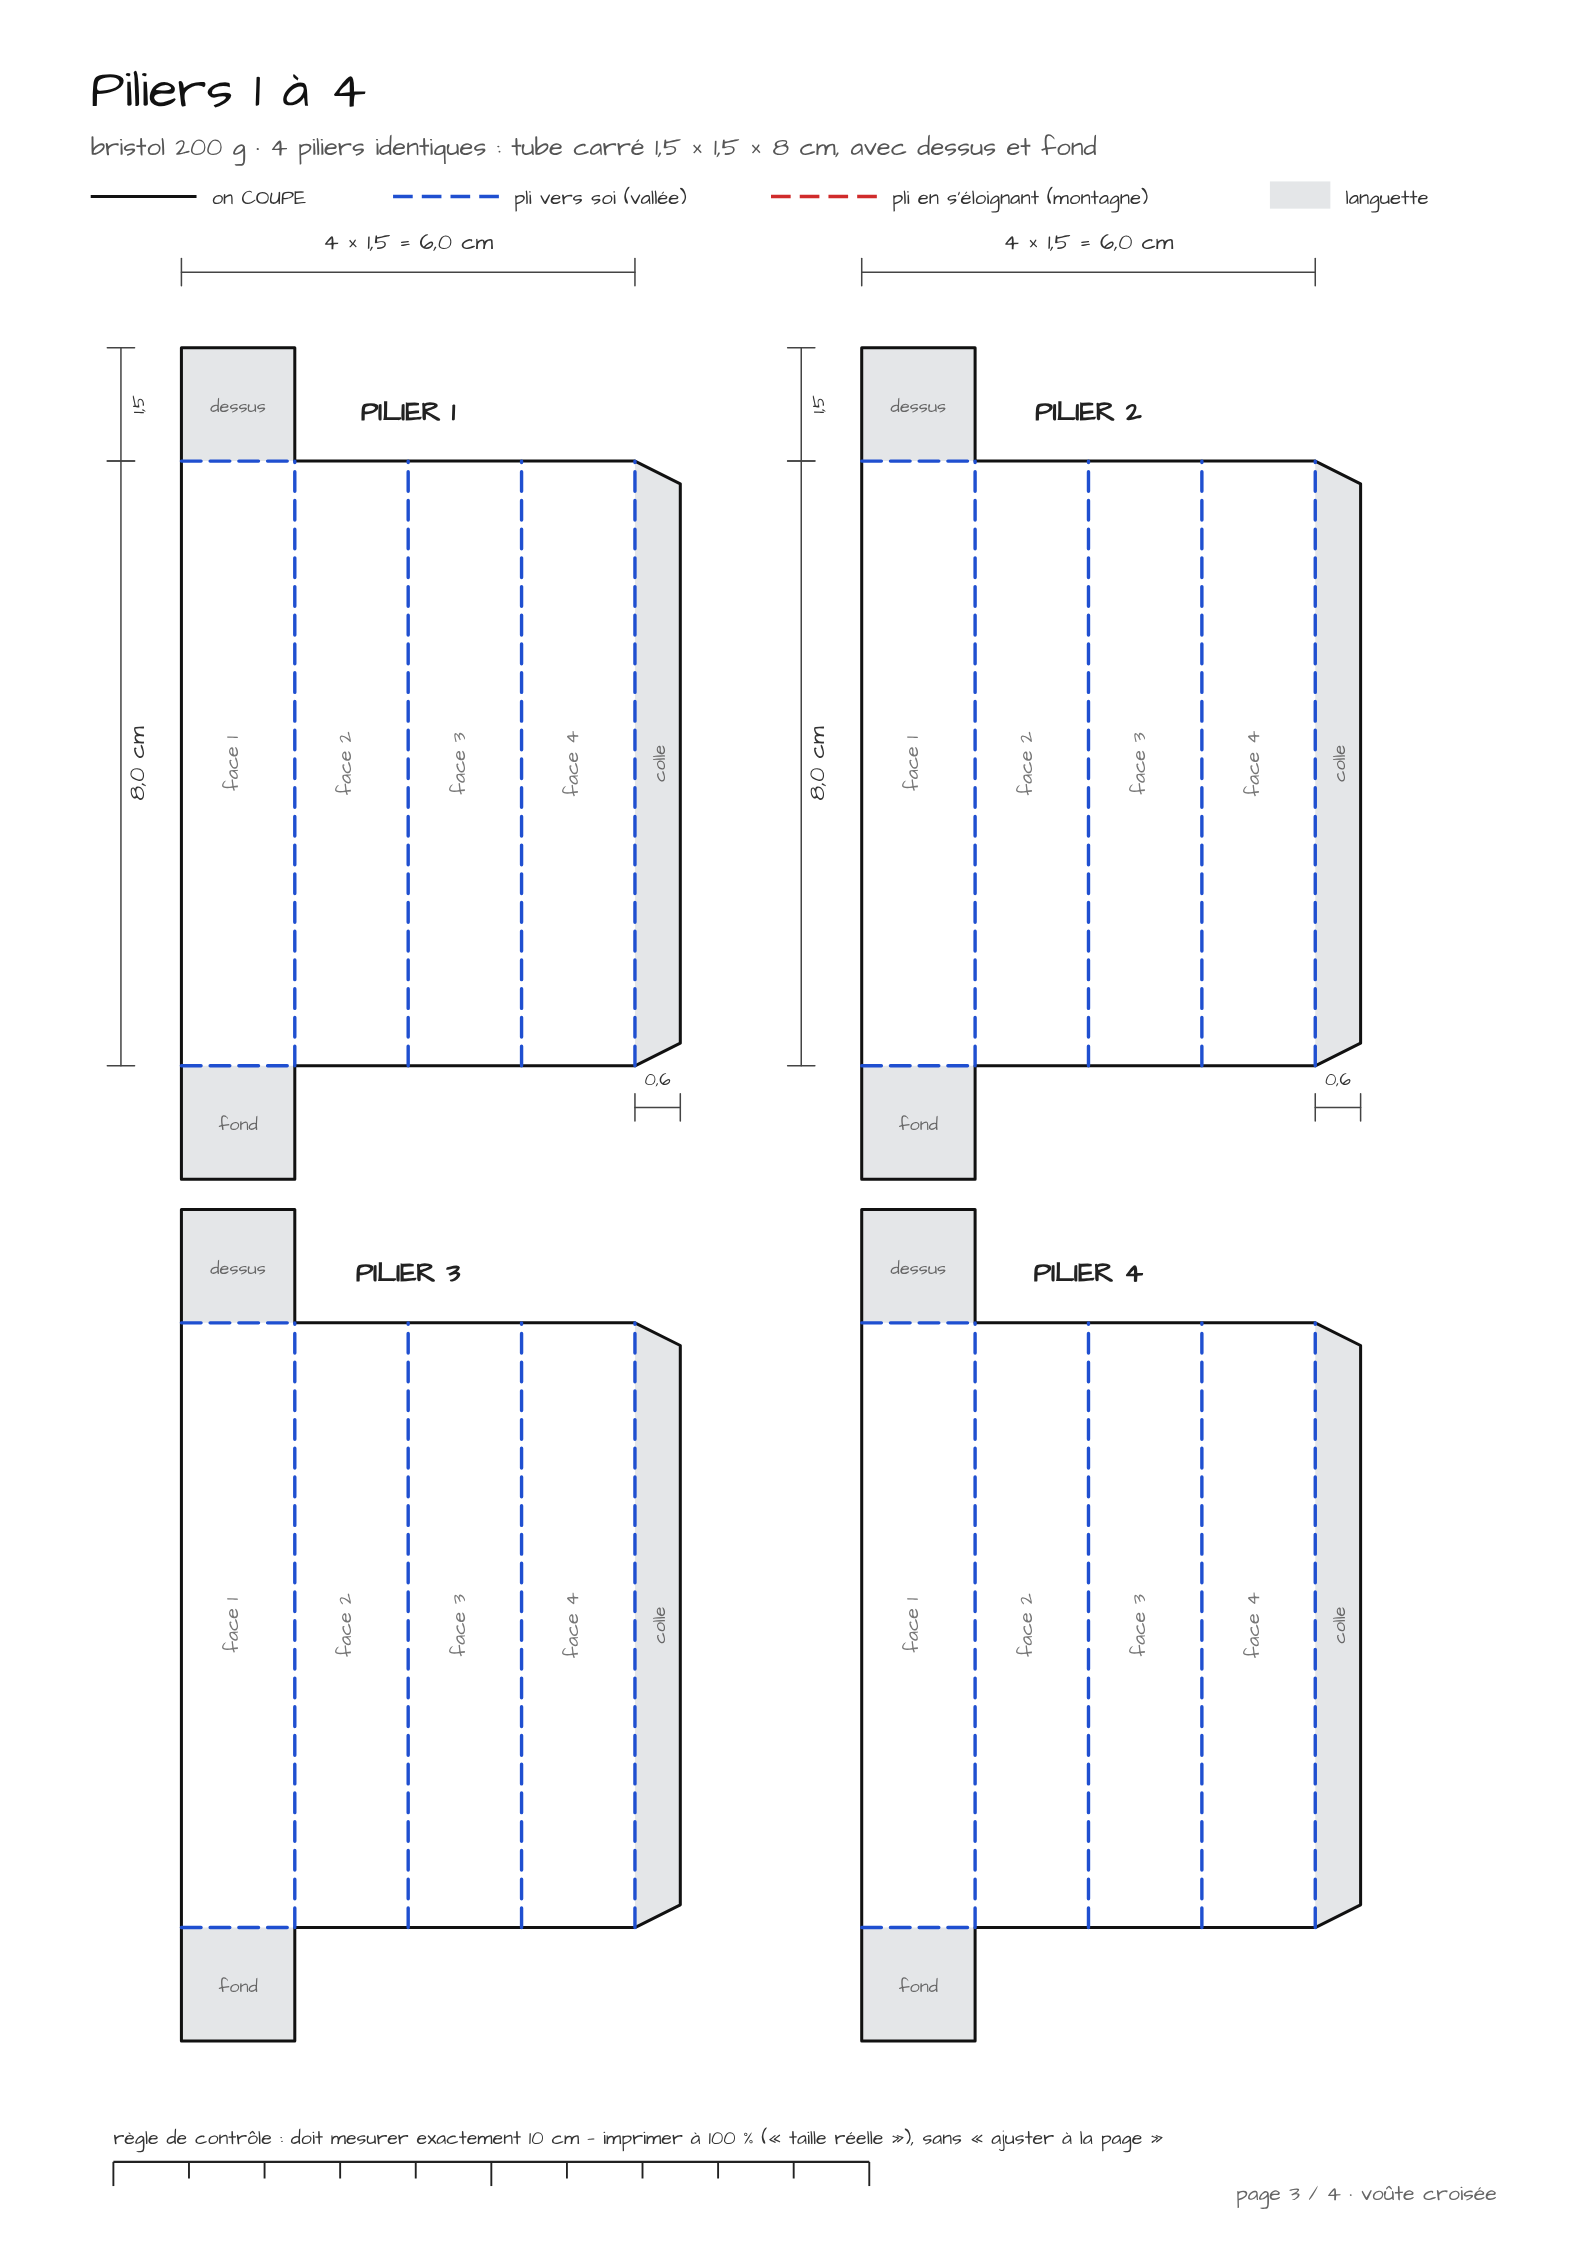 Piliers 1 à 4
bristol 200 g · 4 piliers identiques : tube carré 1,5 × 1,5 × 8 cm, avec dessus et fond
on COUPE
pli vers soi (vallée)
pli en s'éloignant (montagne)
languette
4 × 1,5 = 6,0 cm
4 × 1,5 = 6,0 cm
1,5
dessus
PILIER 1
1,5
dessus
PILIER 2
8,0 cm
face 1
face 2
face 3
face 4
colle
8,0 cm
face 1
face 2
face 3
face 4
colle
0,6
0,6
fond
fond
dessus
PILIER 3
dessus
PILIER 4
face 1
face 2
face 3
face 4
colle
face 1
face 2
face 3
face 4
colle
fond
fond
règle de contrôle : doit mesurer exactement 10 cm – imprimer à 100 % (« taille réelle »), sans « ajuster à la page »
page 3 / 4 · voûte croisée